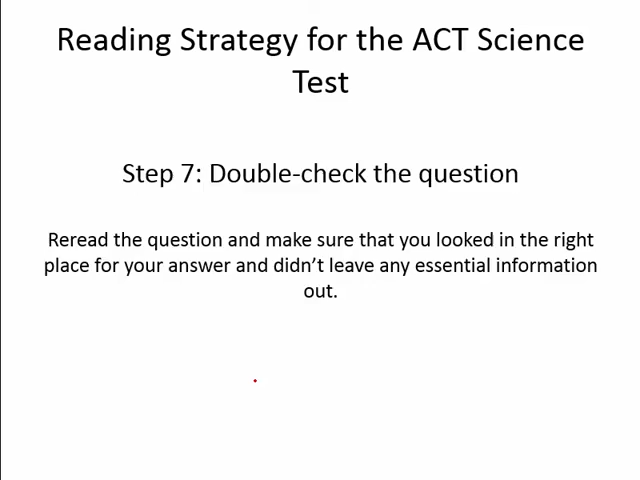 Reading Strategy for the ACT Science
Test
Step 7: Double-check the question
Reread the question and make sure that you looked in the right
place for your answer and didn’t leave any essential information
out.